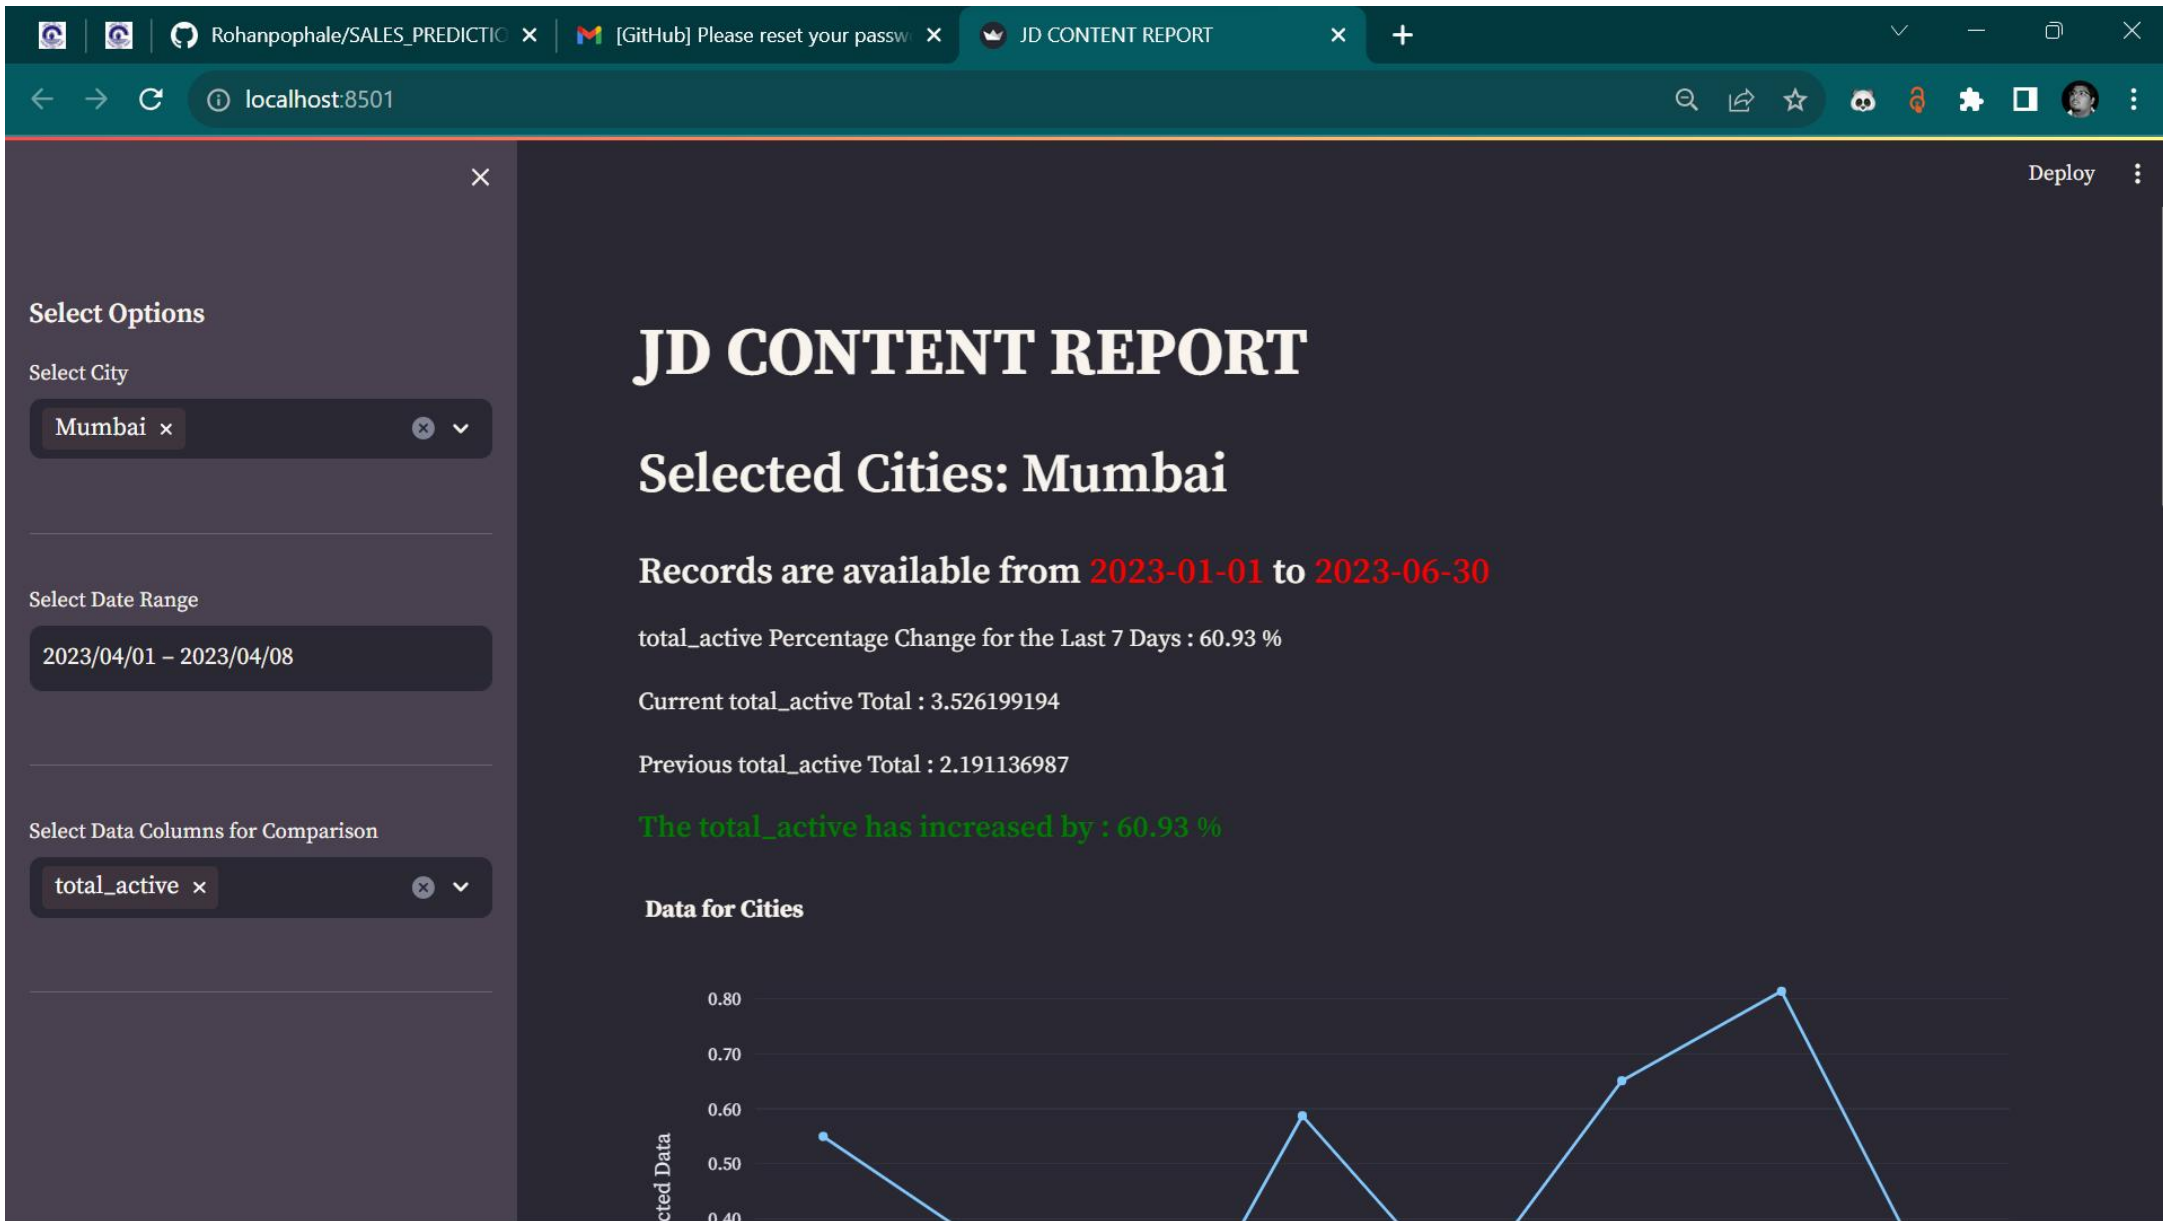 Rohanpophale/SALES_PREDICTIO
[GitHub] Please reset your passw
JD CONTENT REPORT
localhost:8501
Deploy
Select Options
Select City
Mumbai
Select Date Range
2023/04/01 – 2023/04/08
Select Data Columns for Comparison
total_active
JD CONTENT REPORT
Selected Cities: Mumbai
Records are available from 2023-01-01 to 2023-06-30
total_active Percentage Change for the Last 7 Days : 60.93 %
Current total_active Total : 3.526199194
Previous total_active Total : 2.191136987
The total_active has increased by : 60.93 %
Data for Cities
0.80
0.70
0.60
0.50
0.40
cted Data